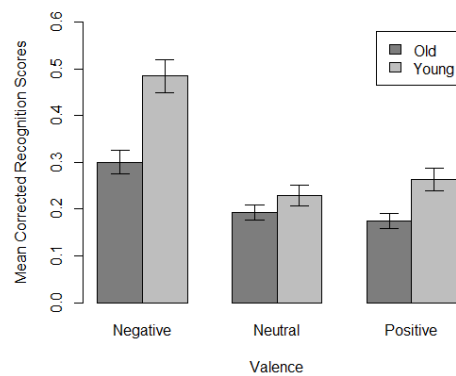 Mean Corrected Recognition Scores
0.6
0.5
0.4
0.3
0.2
0.1
0.0
Old
Young
Negative
Neutral
Positive
Valence